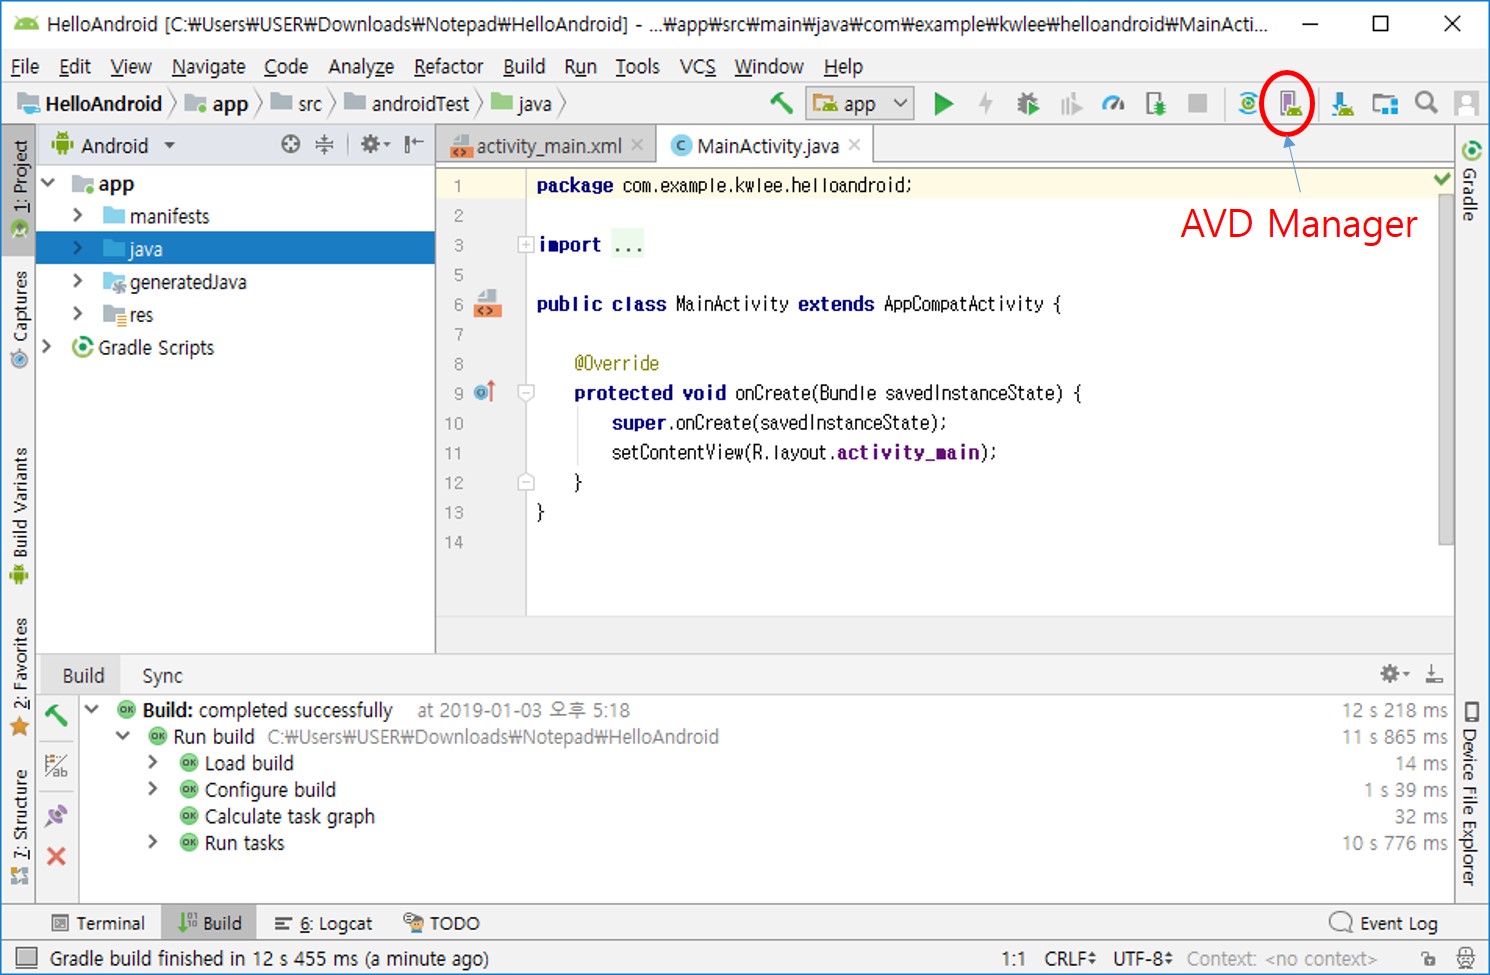 HelloAndroid [C:₩Users₩USER₩Downloads₩Notepad₩HelloAndroid] - ...₩app₩src₩main₩java₩com₩example₩kwlee₩helloandroid₩MainActi...
File Edit View Navigate Code Analyze Refactor Build Run Tools VCS Window Help
HelloAndroid app src androidTest java app
Android
activity_main.xml MainActivity.java
AVD Manager
1: Project
Captures
Build Variants
2: Favorites
7: Structure
app
manifests
java
generatedJava
res
Gradle Scripts
1 package com.example.kwlee.helloandroid;
2
3 import ...
5
6 public class MainActivity extends AppCompatActivity {
7
8 @Override
9 protected void onCreate(Bundle savedInstanceState) {
10 super.onCreate(savedInstanceState);
11 setContentView(R.layout.activity_main);
12 }
13 }
14
Gradle
Device File Explorer
Build Sync
OK Build: completed successfully at 2019-01-03 오후 5:18 12 s 218 ms
OK Run build C:₩Users₩USER₩Downloads₩Notepad₩HelloAndroid 11 s 865 ms
OK Load build 14 ms
OK Configure build 1 s 39 ms
OK Calculate task graph 32 ms
OK Run tasks 10 s 776 ms
Terminal Build 6: Logcat TODO Event Log
Gradle build finished in 12 s 455 ms (a minute ago) 1:1 CRLF UTF-8 Context: <no context>